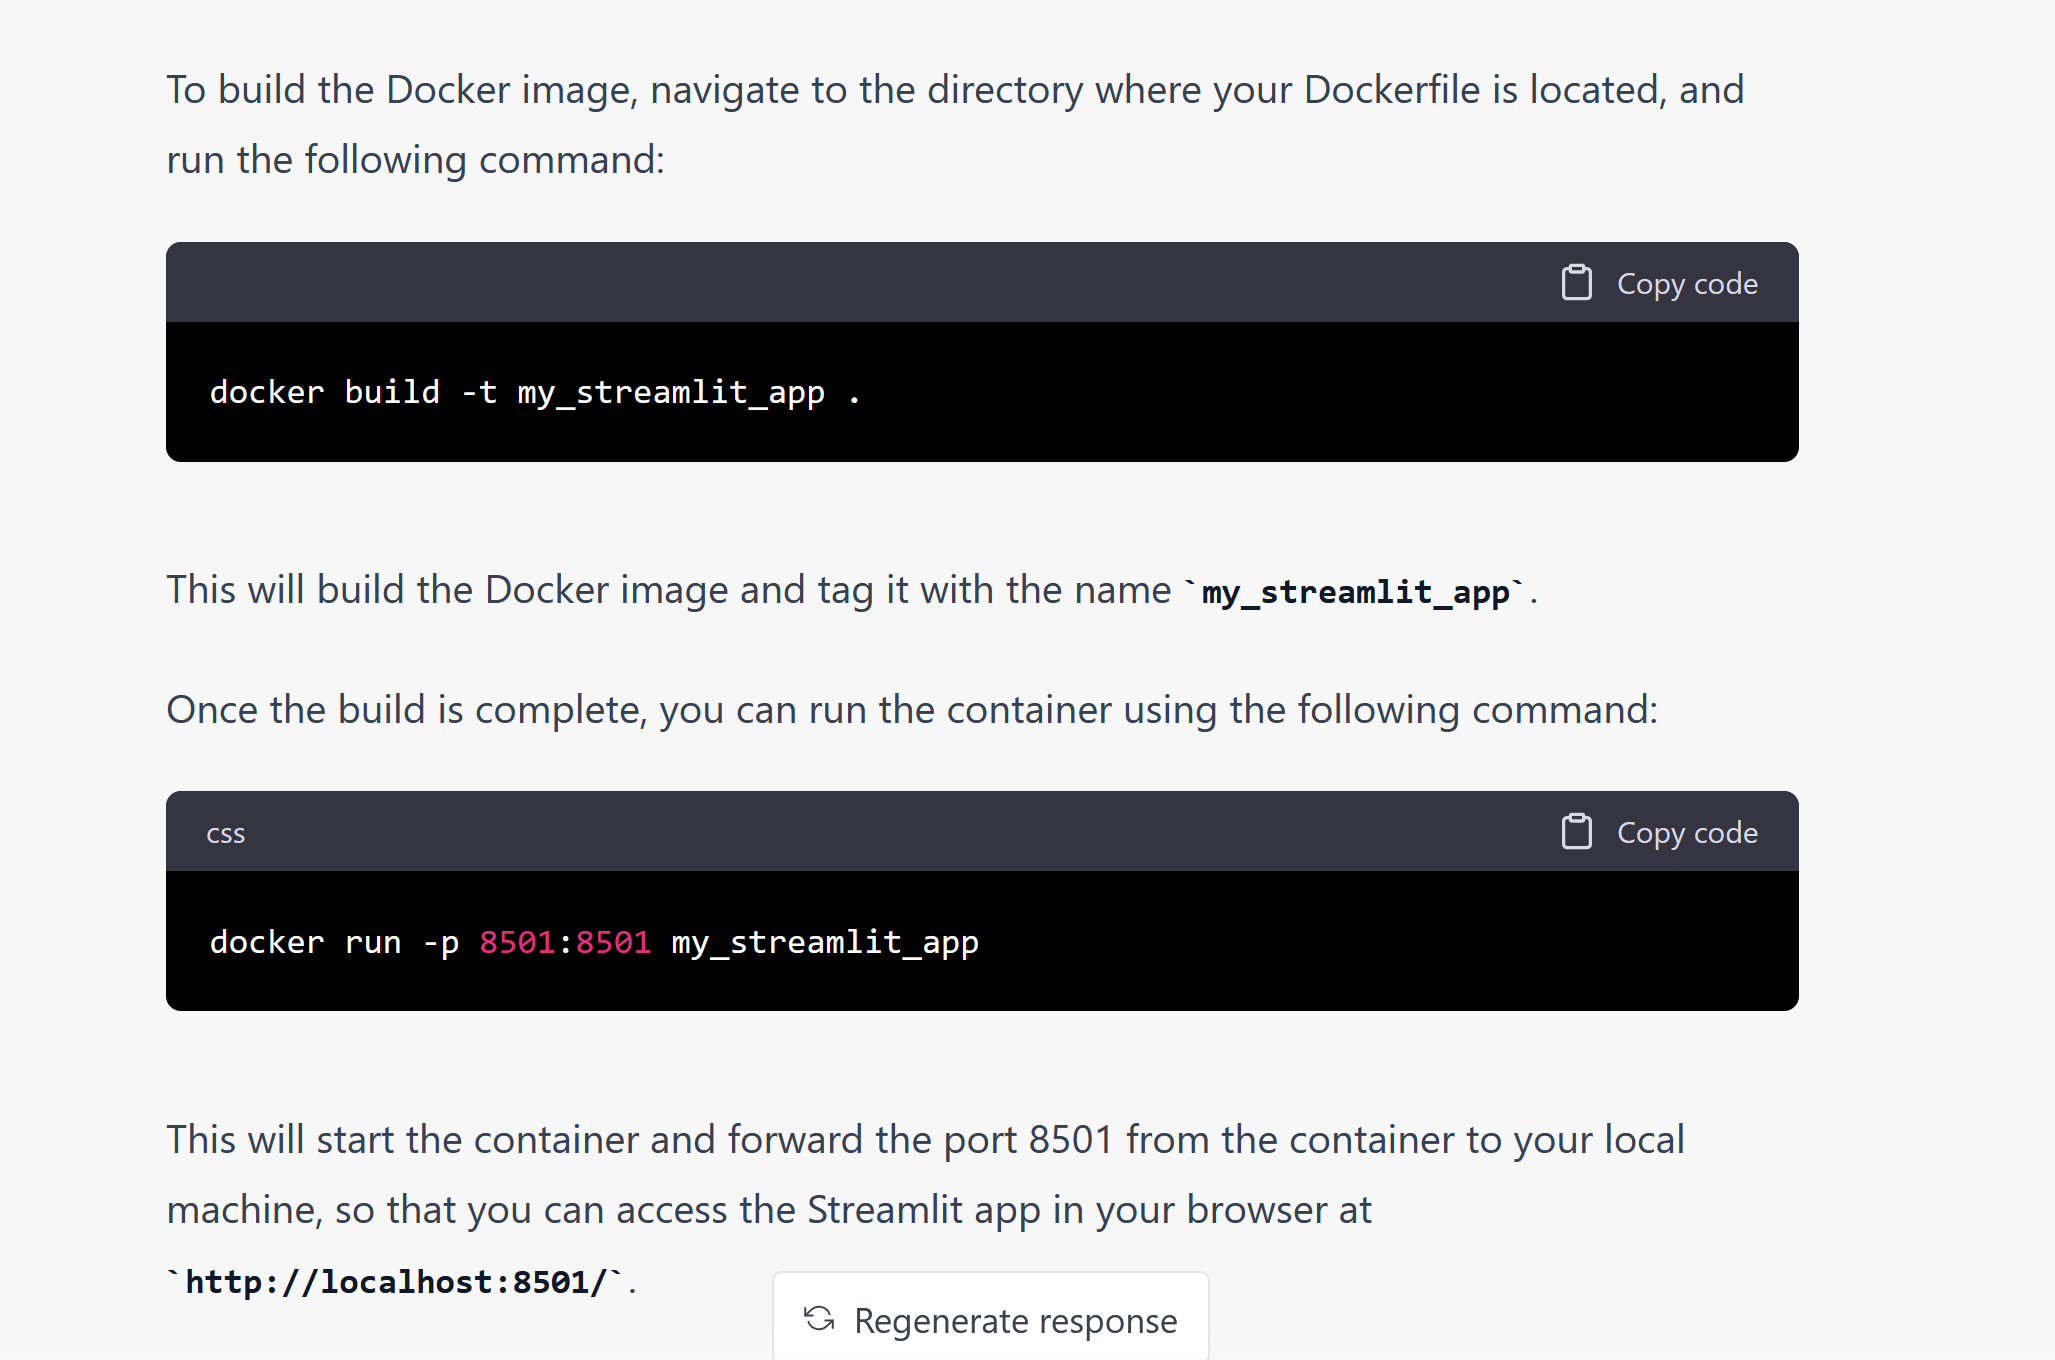 To build the Docker image, navigate to the directory where your Dockerfile is located, and
run the following command:
Copy code
docker build -t my_streamlit_app .
This will build the Docker image and tag it with the name `my_streamlit_app`.
Once the build is complete, you can run the container using the following command:
css
Copy code
docker run -p 8501:8501 my_streamlit_app
This will start the container and forward the port 8501 from the container to your local
machine, so that you can access the Streamlit app in your browser at
`http://localhost:8501/`.
Regenerate response